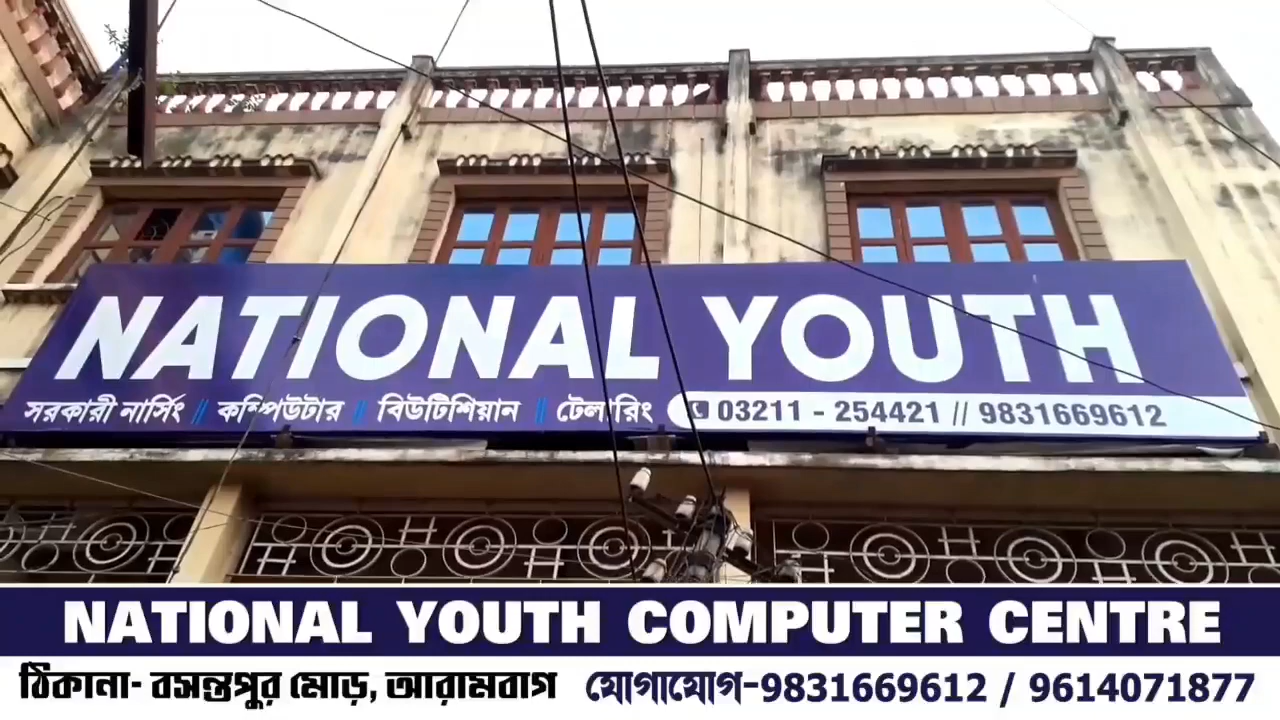 NATIONAL YOUTH
সরকারী নার্সিং // কম্পিউটার // বিউটিশিয়ান // টেলারিং 03211 - 254421 // 9831669612
NATIONAL YOUTH COMPUTER CENTRE
ঠিকানা- বসন্তপুর মোড়, আরামবাগ যোগাযোগ-9831669612 / 9614071877